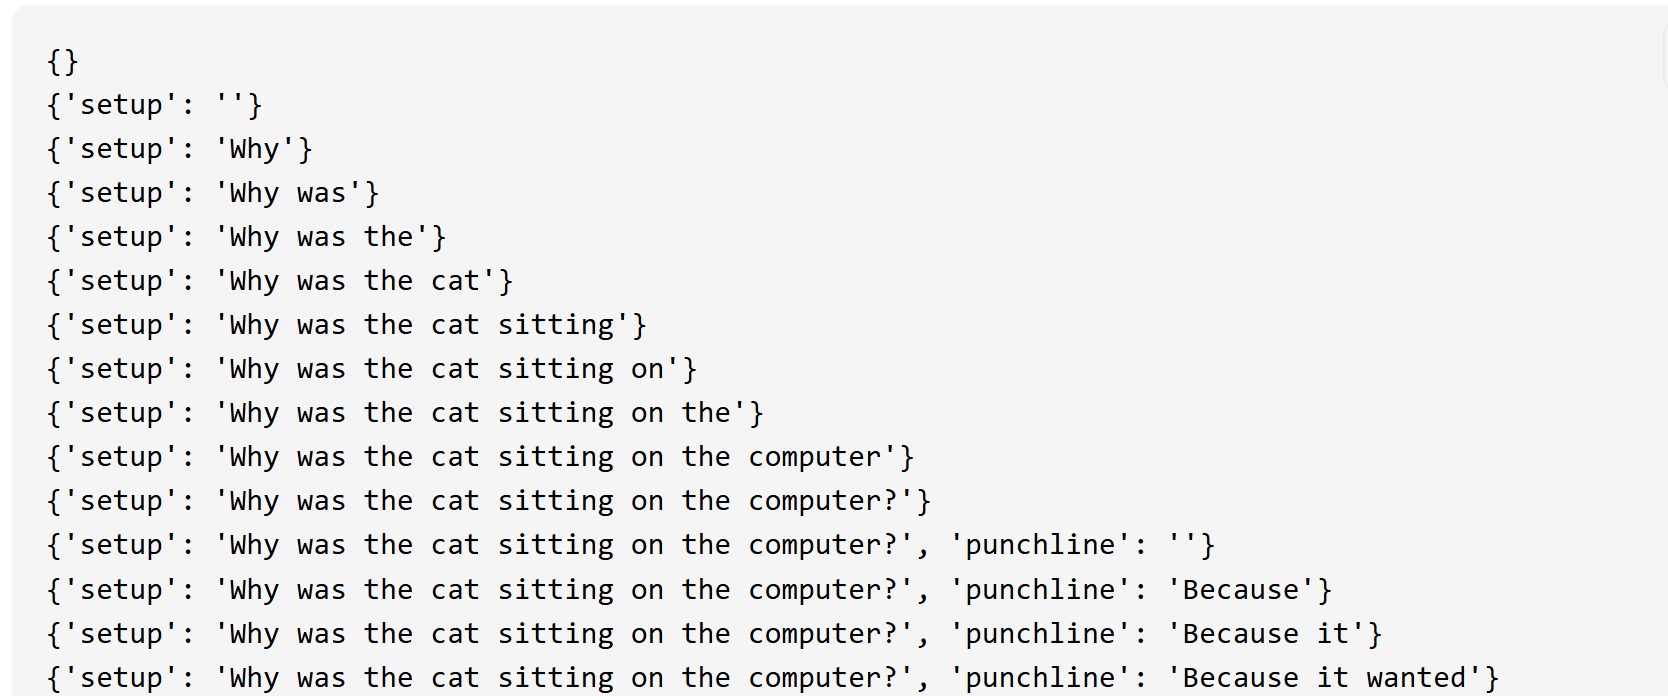 {}
{'setup': ''}
{'setup': 'Why'}
{'setup': 'Why was'}
{'setup': 'Why was the'}
{'setup': 'Why was the cat'}
{'setup': 'Why was the cat sitting'}
{'setup': 'Why was the cat sitting on'}
{'setup': 'Why was the cat sitting on the'}
{'setup': 'Why was the cat sitting on the computer'}
{'setup': 'Why was the cat sitting on the computer?'}
{'setup': 'Why was the cat sitting on the computer?', 'punchline': ''}
{'setup': 'Why was the cat sitting on the computer?', 'punchline': 'Because'}
{'setup': 'Why was the cat sitting on the computer?', 'punchline': 'Because it'}
{'setup': 'Why was the cat sitting on the computer?', 'punchline': 'Because it wanted'}